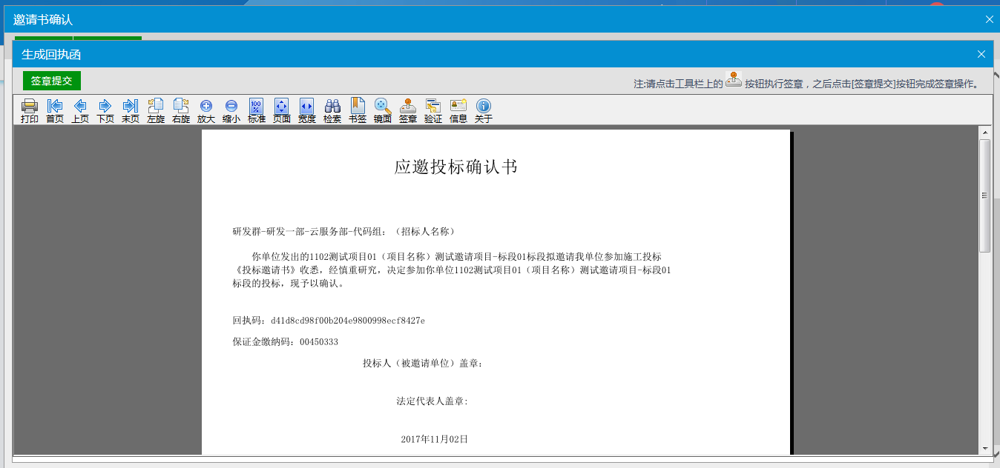 邀请书确认
生成回执函
签章提交
注:请点击工具栏上的 按钮执行签章，之后点击[签章提交]按钮完成签章操作。
打印 首页 上页 下页 末页 左旋 右旋 放大 缩小 标准 页面 宽度 检索 书签 镜面 签章 验证 信息 关于
应邀投标确认书
研发群-研发一部-云服务部-代码组：（招标人名称）
你单位发出的1102测试项目01（项目名称）测试邀请项目-标段01标段拟邀请我单位参加施工投标
《投标邀请书》收悉，经慎重研究，决定参加你单位1102测试项目01（项目名称）测试邀请项目-标段01
标段的投标，现予以确认。
回执码：d41d8cd98f00b204e9800998ecf8427e
保证金缴纳码：00450333
投标人（被邀请单位）盖章：
法定代表人盖章:
2017年11月02日